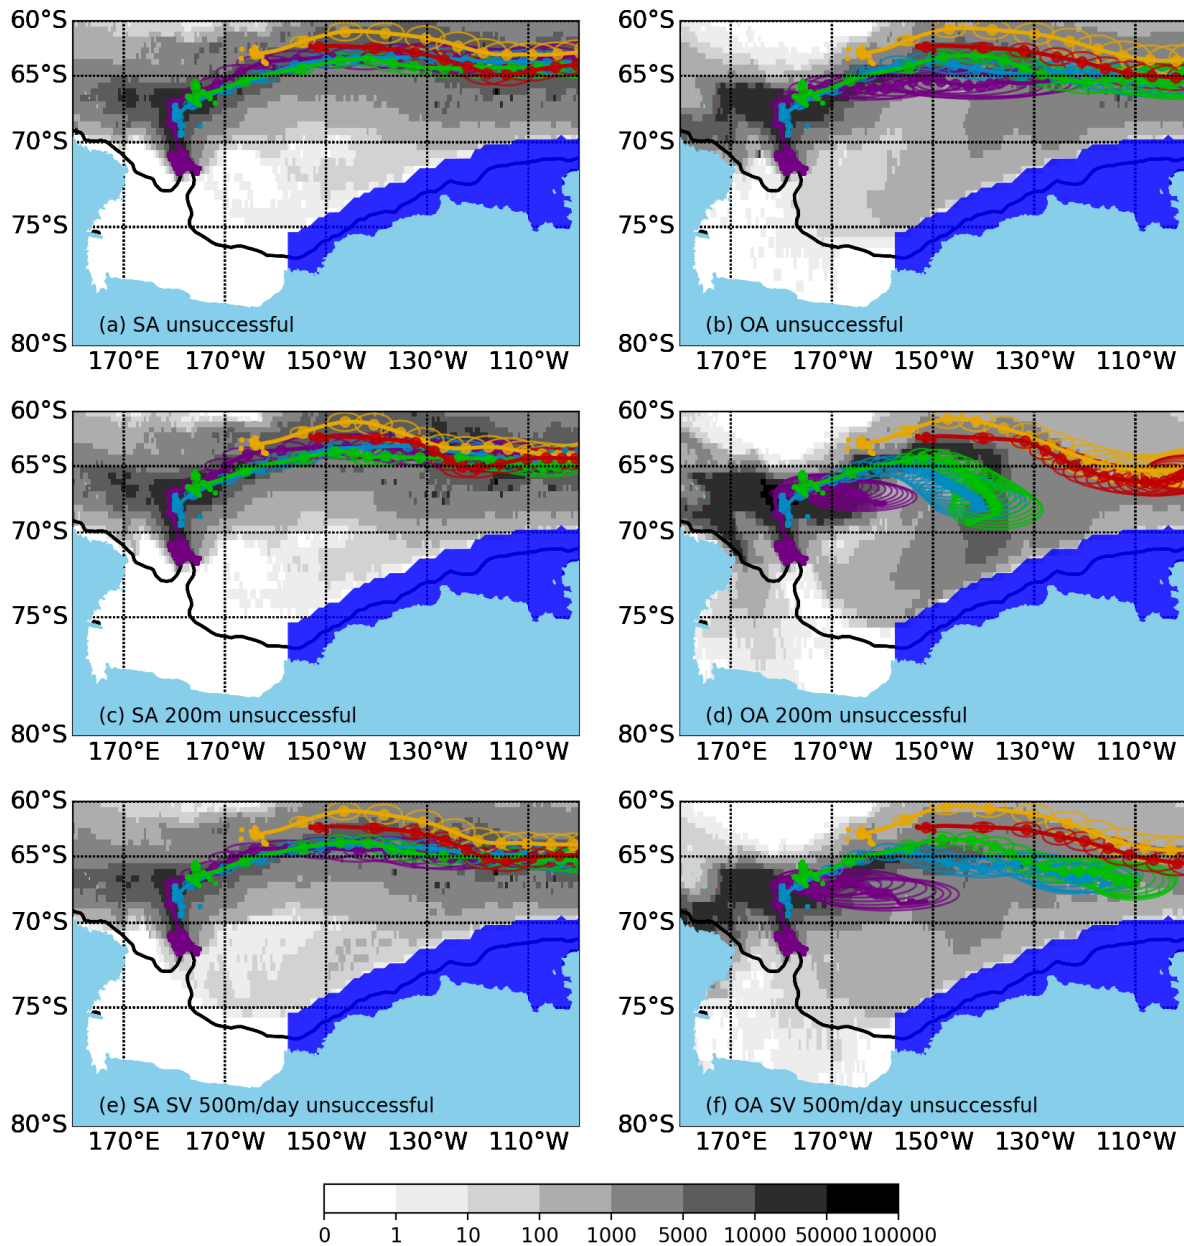 60°S
65°S
70°S
75°S
80°S
(a) SA unsuccessful
170°E 170°W 150°W 130°W 110°W
60°S
65°S
70°S
75°S
80°S
(b) OA unsuccessful
170°E 170°W 150°W 130°W 110°W
60°S
65°S
70°S
75°S
80°S
(c) SA 200m unsuccessful
170°E 170°W 150°W 130°W 110°W
60°S
65°S
70°S
75°S
80°S
(d) OA 200m unsuccessful
170°E 170°W 150°W 130°W 110°W
60°S
65°S
70°S
75°S
80°S
(e) SA SV 500m/day unsuccessful
170°E 170°W 150°W 130°W 110°W
60°S
65°S
70°S
75°S
80°S
(f) OA SV 500m/day unsuccessful
170°E 170°W 150°W 130°W 110°W
0 1 10 100 1000 5000 10000 50000 100000